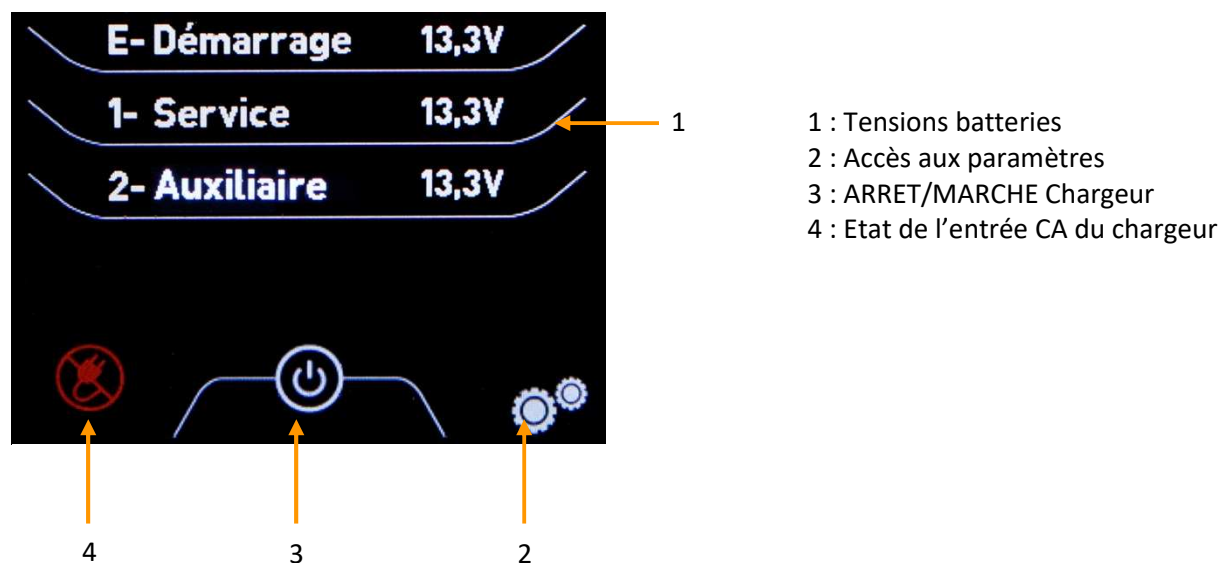 E- Démarrage 13,3V
1- Service 13,3V
2- Auxiliaire 13,3V
1
1 : Tensions batteries
2 : Accès aux paramètres
3 : ARRET/MARCHE Chargeur
4 : Etat de l’entrée CA du chargeur
4 3 2